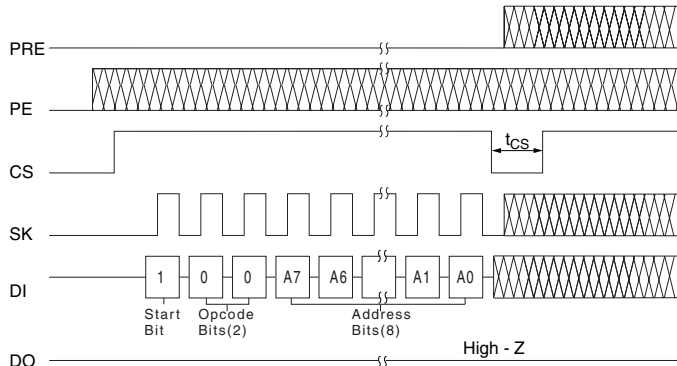 PRE
PE
CS
tCS
SK
DI
1 0 0 A7 A6 A1 A0
Start Bit
Opcode Bits(2)
Address Bits(8)
DO
High - Z